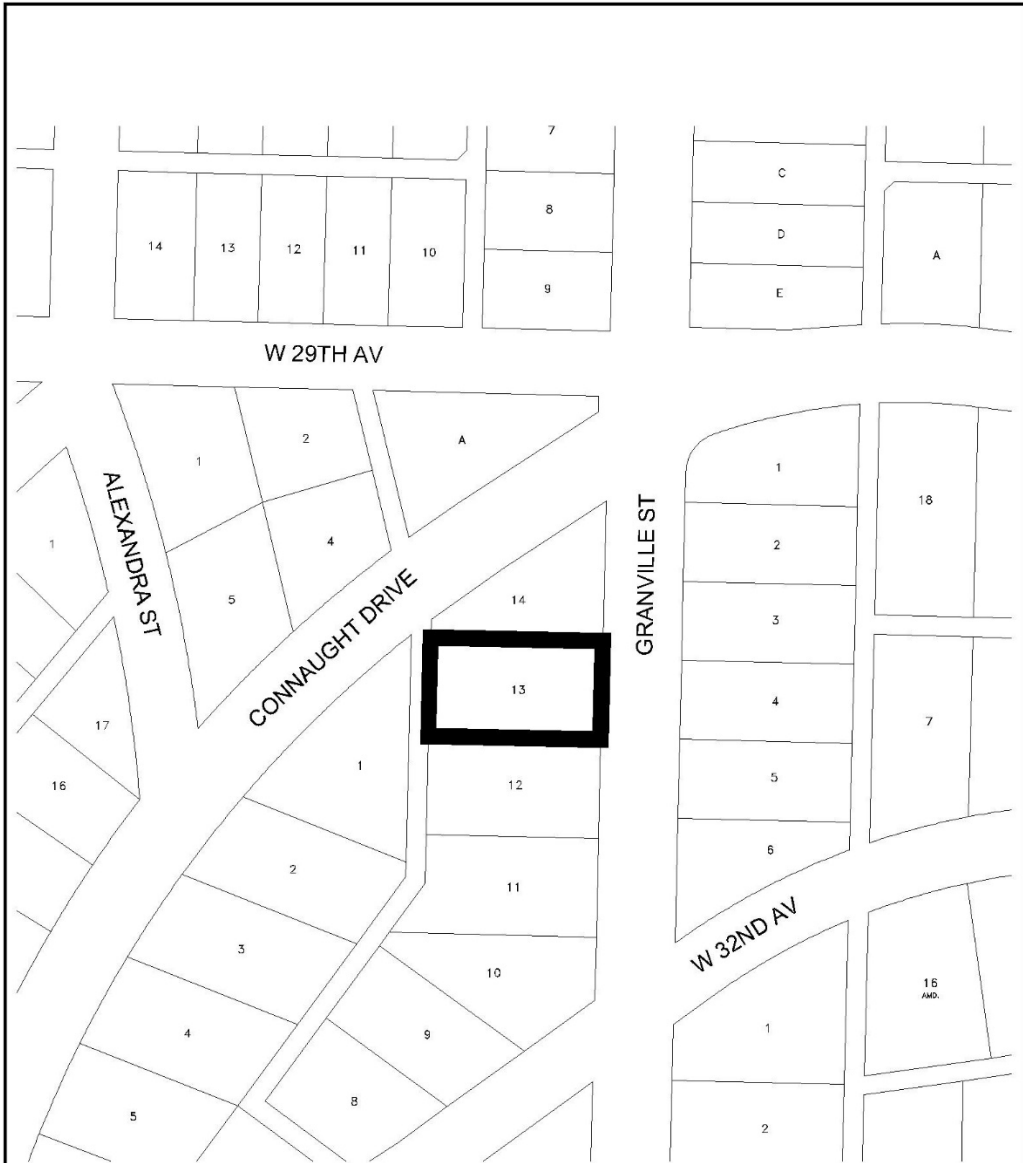 7
C
8
D
14 13 12 11 10
A
9
E
W 29TH AV
2
A
1
1
18
ALEXANDRA ST
4
2
1
GRANVILLE ST
5
14
3
CONNAUGHT DRIVE
13
4
17
7
1
5
16
12
6
2
11
W 32ND AV
3
10
16
AMD.
4
9
1
8
5
2